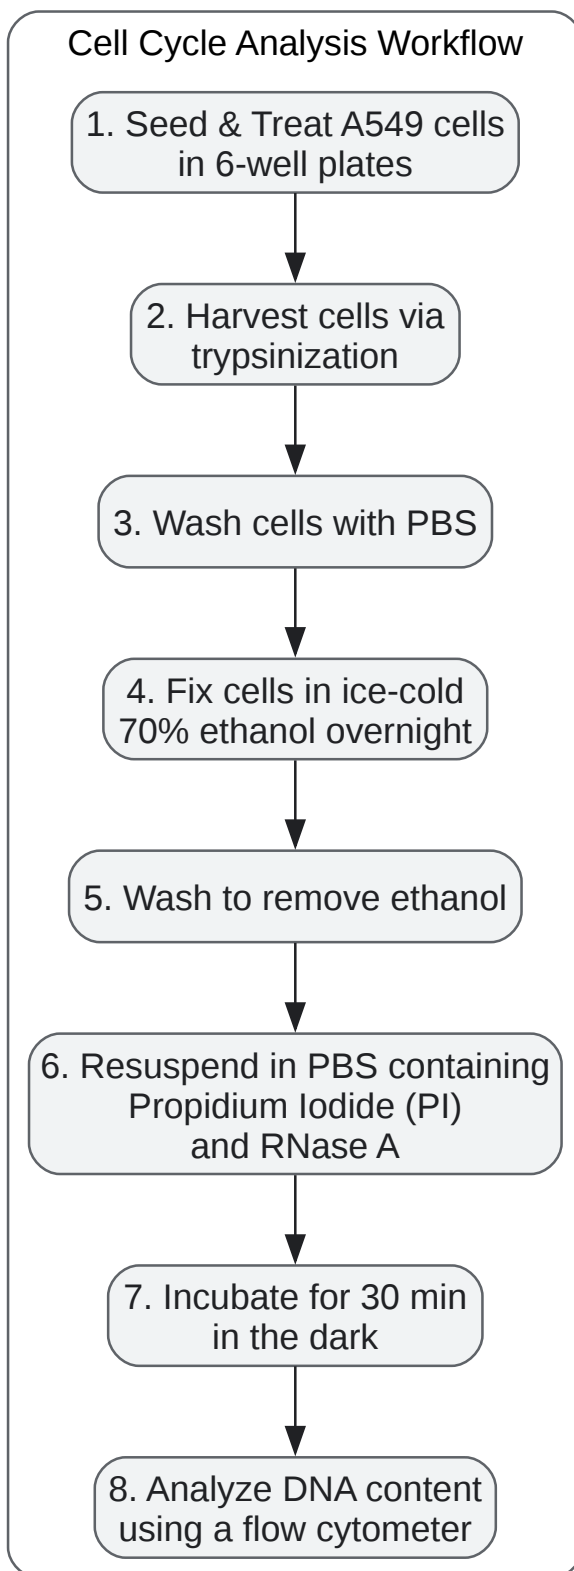 Cell Cycle Analysis Workflow
1. Seed & Treat A549 cells
in 6-well plates
2. Harvest cells via
trypsinization
3. Wash cells with PBS
4. Fix cells in ice-cold
70% ethanol overnight
5. Wash to remove ethanol
6. Resuspend in PBS containing
Propidium Iodide (PI)
and RNase A
7. Incubate for 30 min
in the dark
8. Analyze DNA content
using a flow cytometer